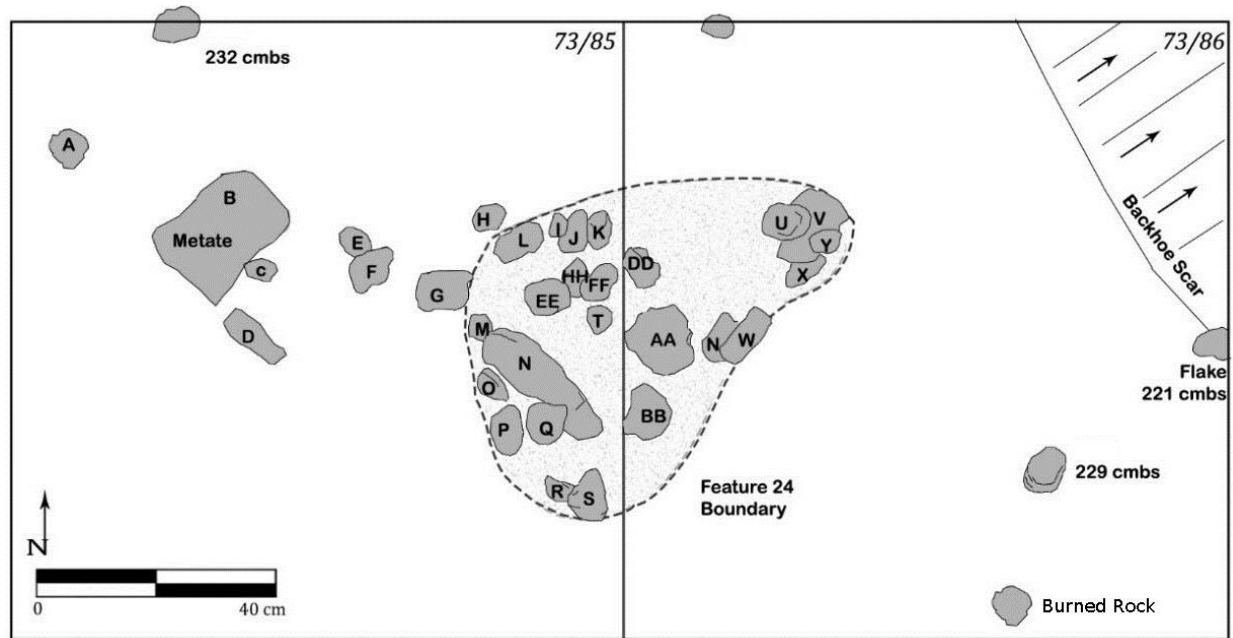 73/85
73/86
232 cmbs
A
B
Metate
C
D
E
F
G
H
I
J
K
L
HH
FF
EE
T
M
N
O
P
Q
R
S
DD
AA
BB
N
W
U
V
Y
X
Backhoe Scar
Flake
221 cmbs
229 cmbs
Feature 24
Boundary
N
0
40 cm
Burned Rock